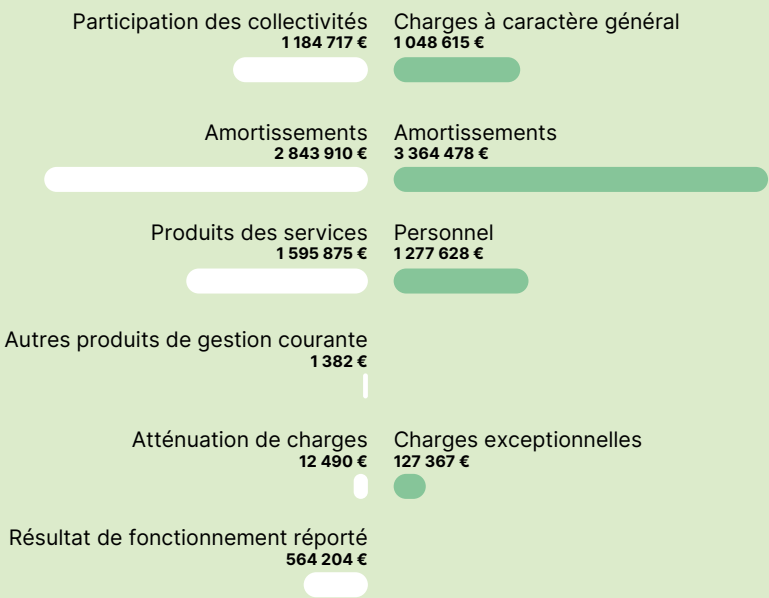 Participation des collectivités
1 184 717 €
Charges à caractère général
1 048 615 €
Amortissements
2 843 910 €
Amortissements
3 364 478 €
Produits des services
1 595 875 €
Personnel
1 277 628 €
Autres produits de gestion courante
1 382 €
Atténuation de charges
12 490 €
Charges exceptionnelles
127 367 €
Résultat de fonctionnement réporté
564 204 €